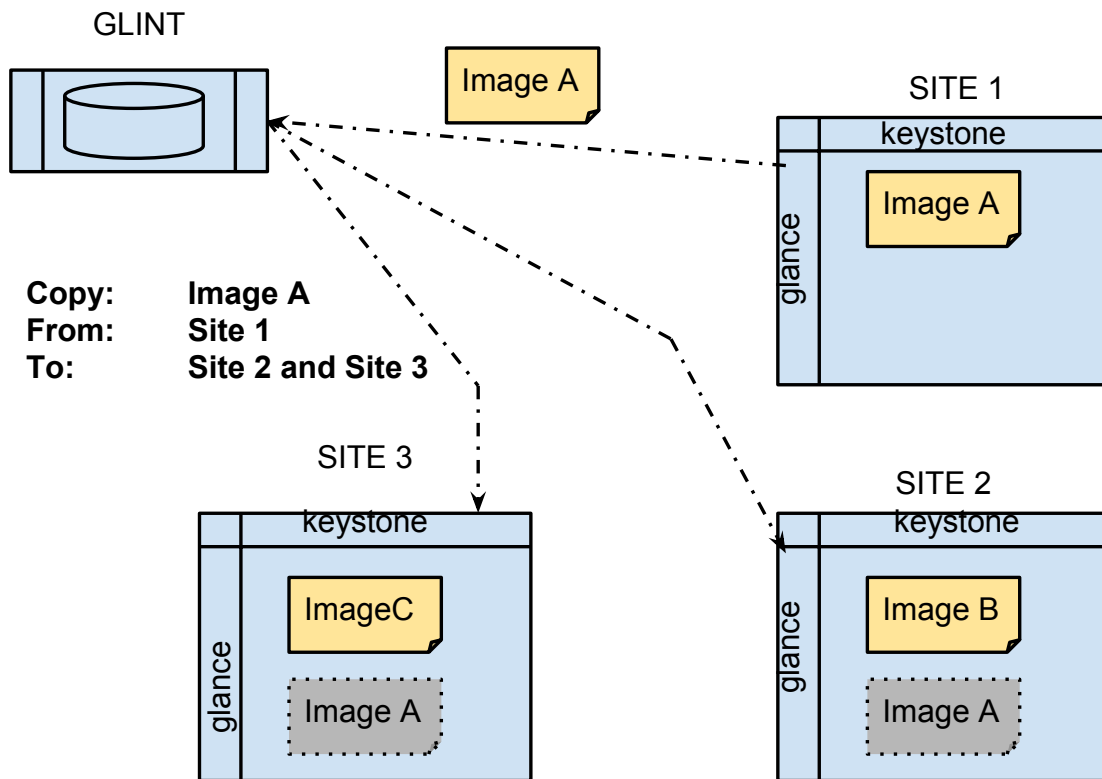 GLINT
Image A
SITE 1
keystone
glance
Image A
Copy: Image A
From: Site 1
To: Site 2 and Site 3
SITE 3
keystone
glance
ImageC
Image A
SITE 2
keystone
glance
Image B
Image A